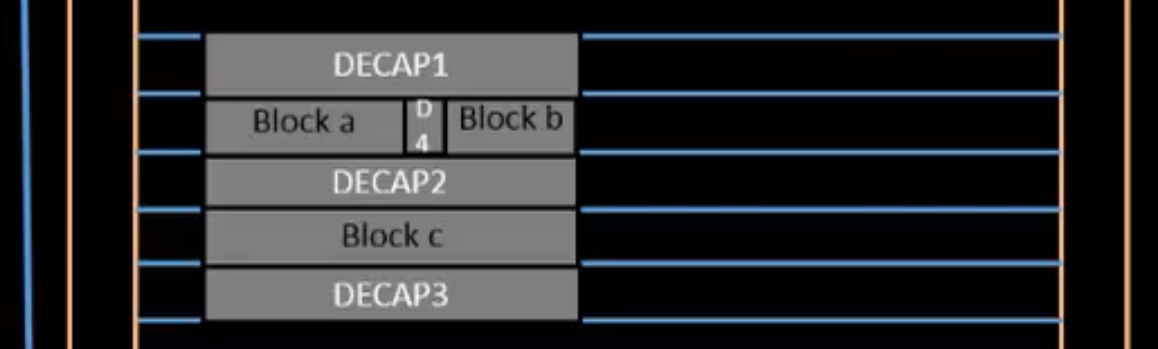 DECAP1
Block a
D
4
Block b
DECAP2
Block c
DECAP3